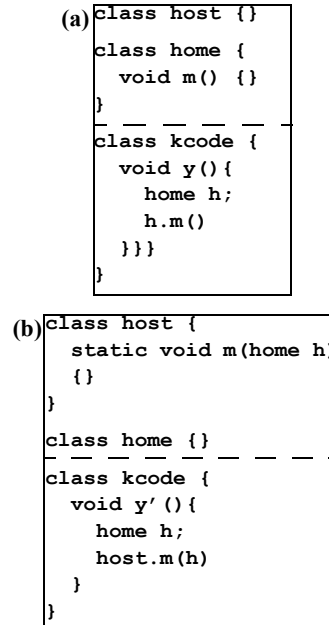 (a)
class host {}
class home {
void m() {}
}
class kcode {
void y(){
home h;
h.m()
}}}
}
(b)
class host {
static void m(home h)
{}
}
class home {}
class kcode {
void y’(){
home h;
host.m(h)
}
}